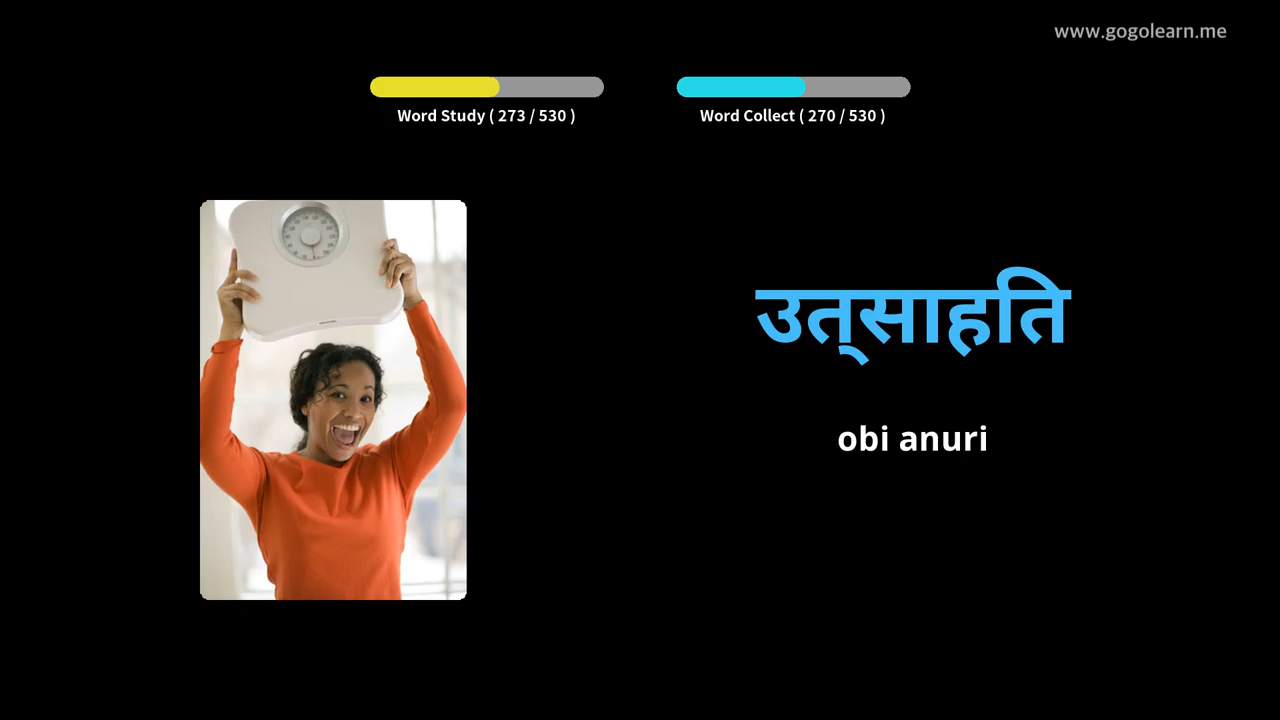 www.gogolearn.me
Word Study ( 273 / 530 )
Word Collect ( 270 / 530 )
उत्‌साहति
obi anuri